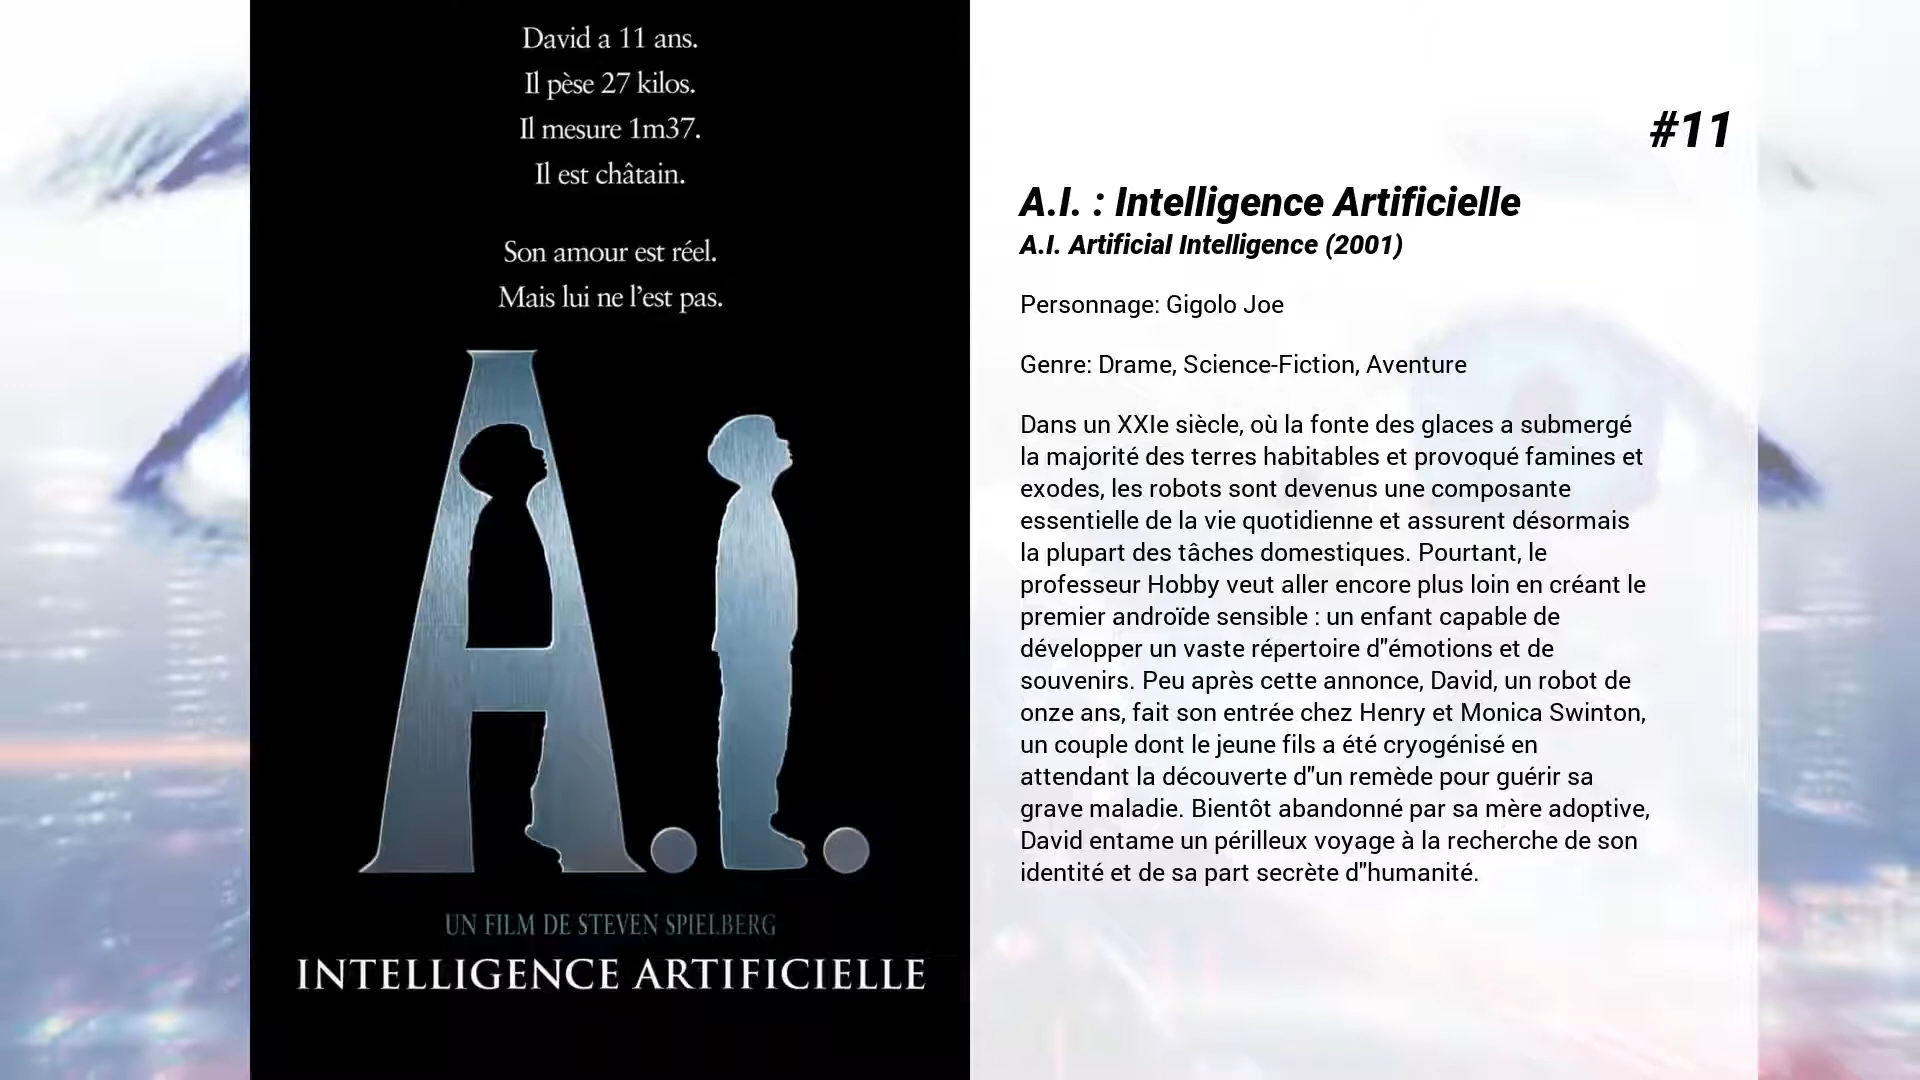 David a 11 ans.
Il pèse 27 kilos.
Il mesure 1m37.
Il est châtain.
Son amour est réel.
Mais lui ne l'est pas.
A.I.
UN FILM DE STEVEN SPIELBERG
INTELLIGENCE ARTIFICIELLE
#11
A.I. : Intelligence Artificielle
A.I. Artificial Intelligence (2001)
Personnage: Gigolo Joe
Genre: Drame, Science-Fiction, Aventure
Dans un XXIe siècle, où la fonte des glaces a submergé
la majorité des terres habitables et provoqué famines et
exodes, les robots sont devenus une composante
essentielle de la vie quotidienne et assurent désormais
la plupart des tâches domestiques. Pourtant, le
professeur Hobby veut aller encore plus loin en créant le
premier androïde sensible : un enfant capable de
développer un vaste répertoire d"émotions et de
souvenirs. Peu après cette annonce, David, un robot de
onze ans, fait son entrée chez Henry et Monica Swinton,
un couple dont le jeune fils a été cryogénisé en
attendant la découverte d"un remède pour guérir sa
grave maladie. Bientôt abandonné par sa mère adoptive,
David entame un périlleux voyage à la recherche de son
identité et de sa part secrète d"humanité.